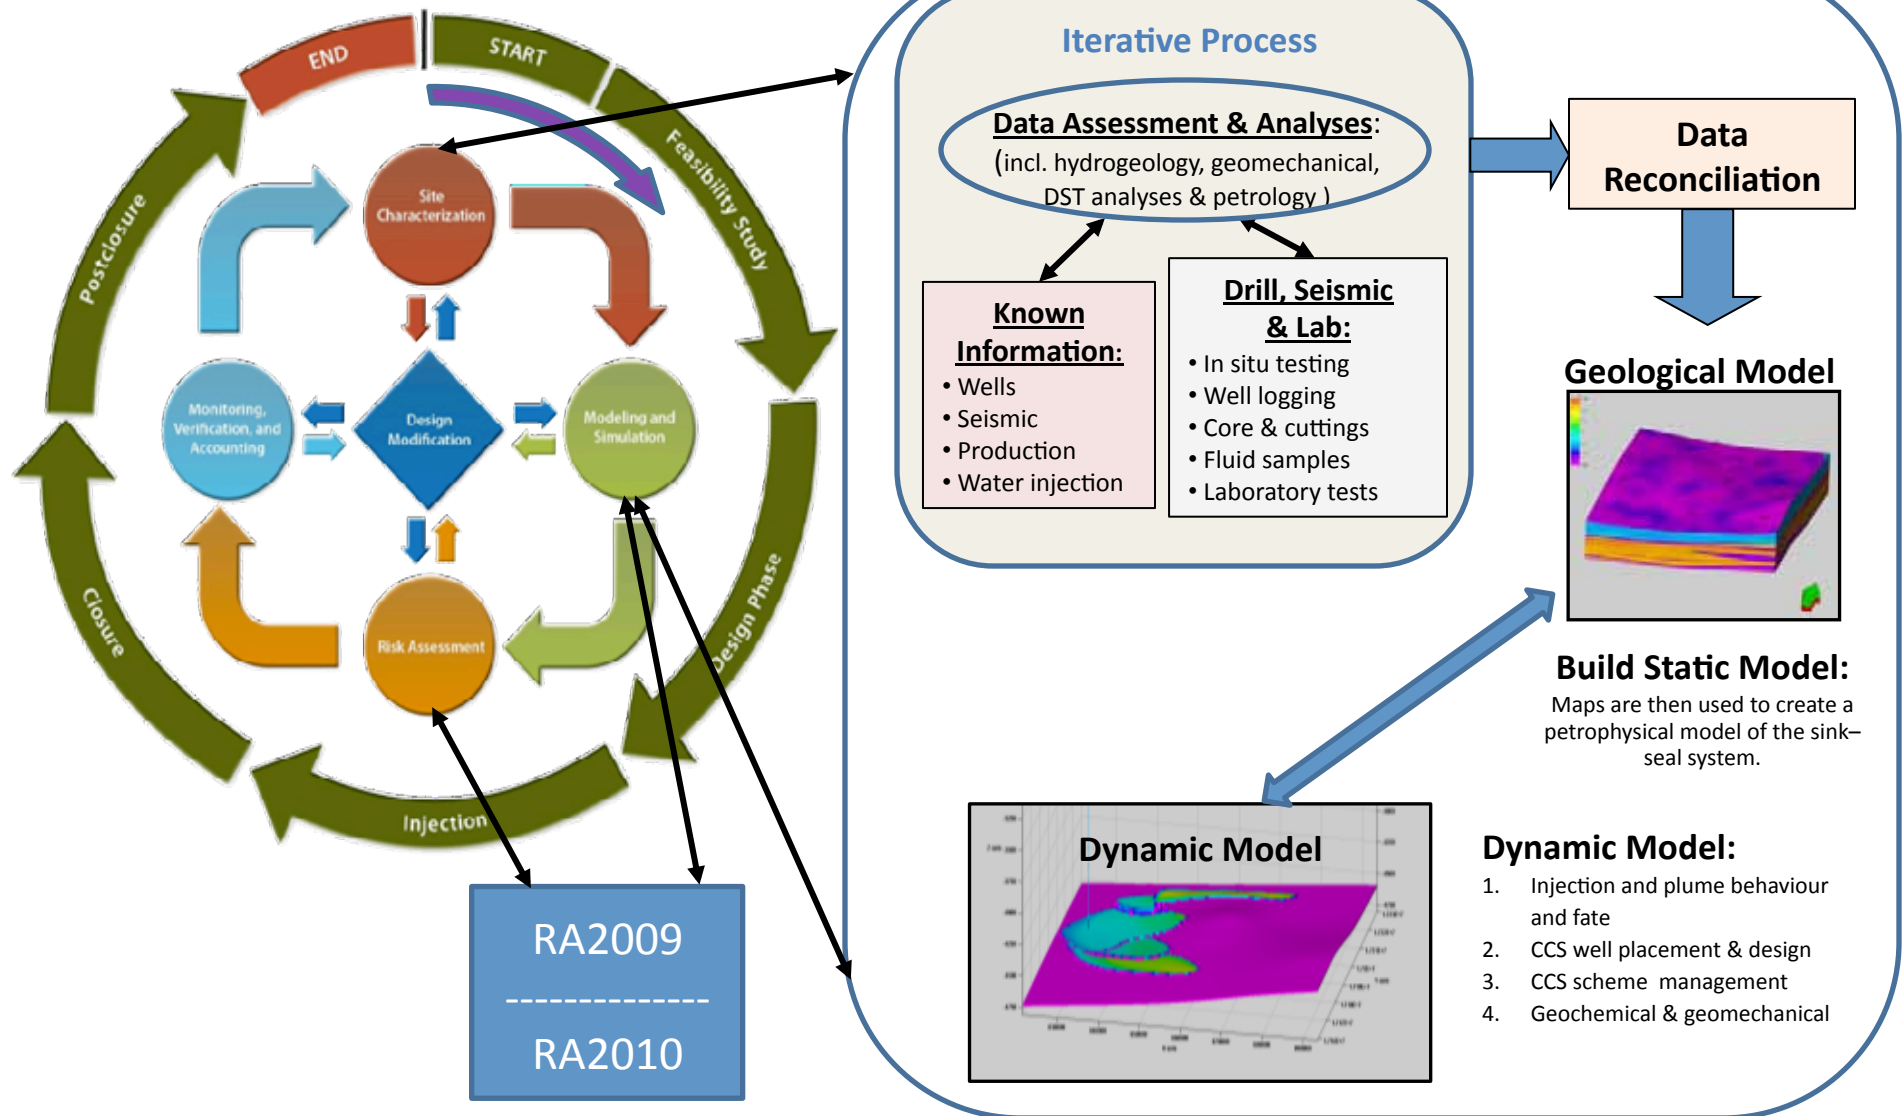 END
START
Feasibility Study
Design Phase
Injection
Closure
Postclosure
Site
Characterization
Modeling and
Simulation
Risk Assessment
Monitoring,
Verification, and
Accounting
Design
Modification
RA2009
--------------
RA2010
Iterative Process
Data Assessment & Analyses:
(incl. hydrogeology, geomechanical,
DST analyses & petrology )
Known
Information:
• Wells
• Seismic
• Production
• Water injection
Drill, Seismic
& Lab:
• In situ testing
• Well logging
• Core & cuttings
• Fluid samples
• Laboratory tests
Data
Reconciliation
Geological Model
Build Static Model:
Maps are then used to create a
petrophysical model of the sink–
seal system.
Dynamic Model
Dynamic Model:
1. Injection and plume behaviour
and fate
2. CCS well placement & design
3. CCS scheme management
4. Geochemical & geomechanical